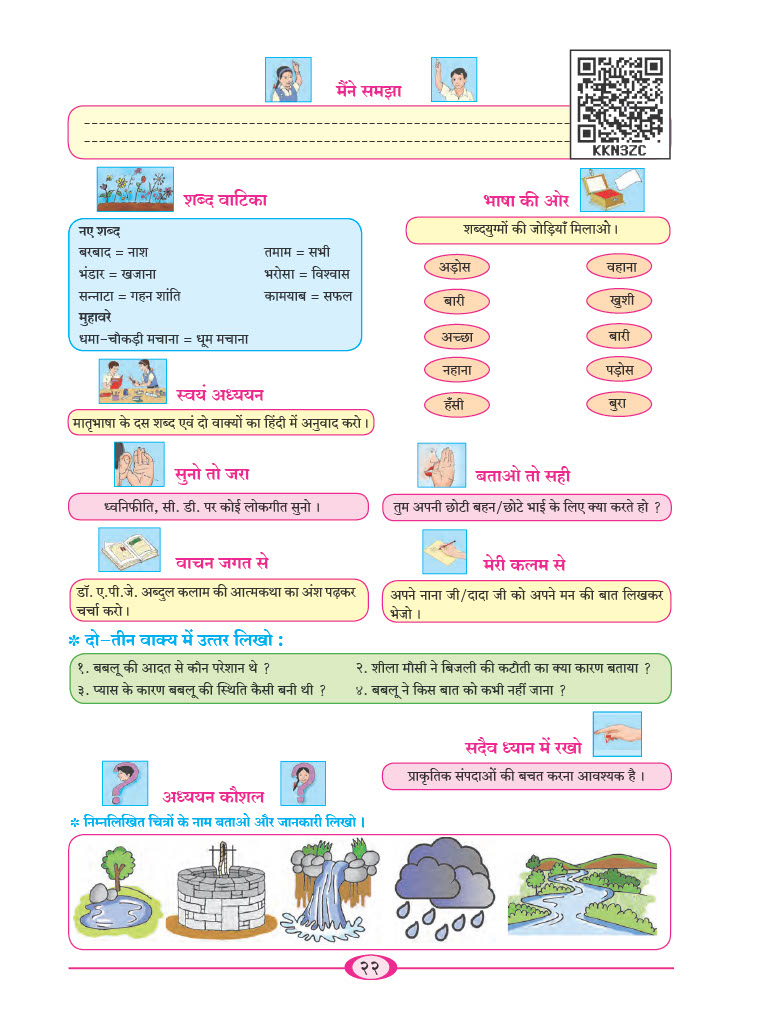 मैंने समझा
KKN3ZC
शब्द वाटिका
नए शब्द
बरबाद = नाश तमाम = सभी
भंडार = खजाना भरोसा = विश्वास
सन्नाटा = गहन शांति कामयाब = सफल
मुहावरे
धमा-चौकड़ी मचाना = धूम मचाना
भाषा की ओर
शब्दयुग्मों की जोड़ियाँ मिलाओ।
अड़ोस वहाना
बारी खुशी
अच्छा बारी
नहाना पड़ोस
हँसी बुरा
स्वयं अध्ययन
मातृभाषा के दस शब्द एवं दो वाक्यों का हिंदी में अनुवाद करो।
सुनो तो जरा
ध्वनिफीति, सी. डी. पर कोई लोकगीत सुनो ।
बताओ तो सही
तुम अपनी छोटी बहन/छोटे भाई के लिए क्या करते हो ?
वाचन जगत से
डॉ. ए.पी.जे. अब्दुल कलाम की आत्मकथा का अंश पढ़कर
चर्चा करो।
मेरी कलम से
अपने नाना जी/दादा जी को अपने मन की बात लिखकर
भेजो ।
* दो-तीन वाक्य में उत्तर लिखो :
१. बबलू की आदत से कौन परेशान थे ? २. शीला मौसी ने बिजली की कटौती का क्या कारण बताया ?
३. प्यास के कारण बबलू की स्थिति कैसी बनी थी ? ४. बबलू ने किस बात को कभी नहीं जाना ?
सदैव ध्यान में रखो
प्राकृतिक संपदाओं की बचत करना आवश्यक है ।
अध्ययन कौशल
* निम्नलिखित चित्रों के नाम बताओ और जानकारी लिखो ।
२२